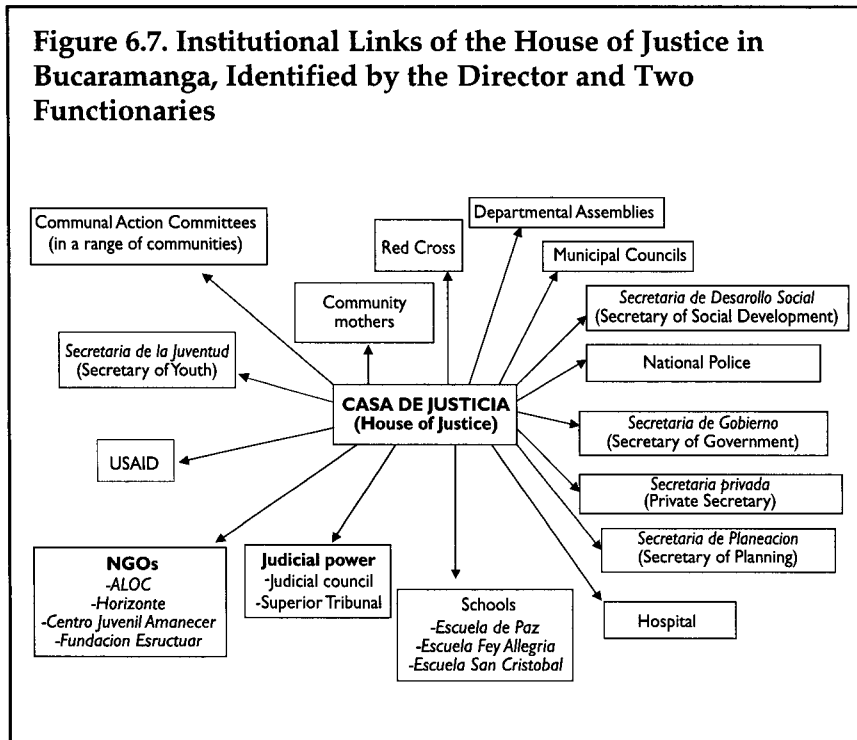 Figure 6.7. Institutional Links of the House of Justice in
Bucaramanga, Identified by the Director and Two
Functionaries
Communal Action Committees
(in a range of communities)
Red Cross
Departmental Assemblies
Municipal Councils
Community
mothers
Secretaria de Desarollo Social
(Secretary of Social Development)
Secretaria de la Juventud
(Secretary of Youth)
National Police
CASA DE JUSTICIA
(House of Justice)
Secretaria de Gobierno
(Secretary of Government)
USAID
Secretaria privada
(Private Secretary)
Secretaria de Planeacion
(Secretary of Planning)
NGOs
-ALOC
-Horizonte
-Centro Juvenil Amanecer
-Fundacion Esructuar
Judicial power
-Judicial council
-Superior Tribunal
Schools
-Escuela de Paz
-Escuela Fey Allegria
-Escuela San Cristobal
Hospital